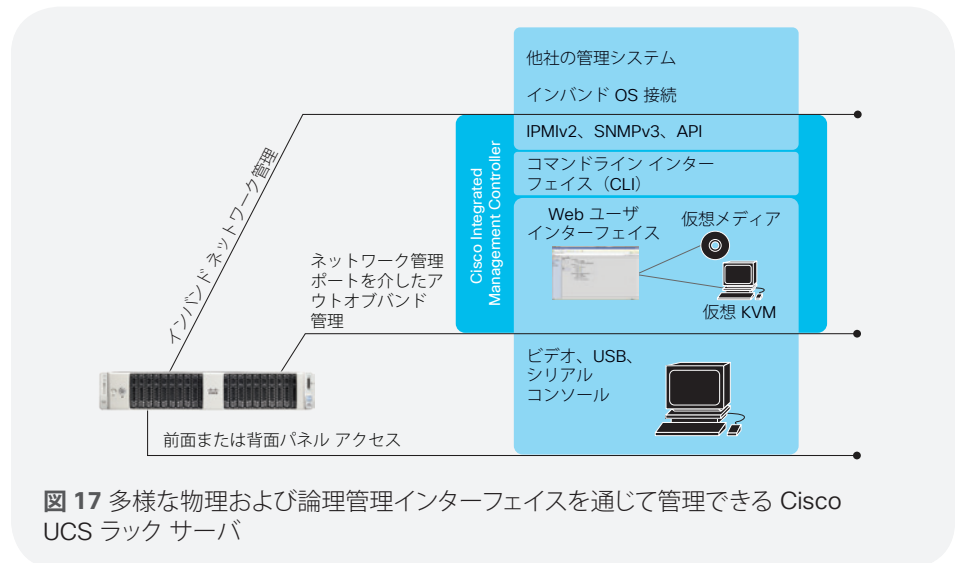 他社の管理システム
インバンド OS 接続
IPMIv2、SNMPv3、API
コマンドライン インター
フェイス（CLI）
Cisco Integrated
Management Controller
Web ユーザ
インターフェイス
仮想メディア
仮想 KVM
インバンド ネットワーク管理
ネットワーク管理
ポートを介したア
ウトオブバンド
管理
ビデオ、USB、
シリアル
コンソール
前面または背面パネル アクセス
図 17 多様な物理および論理管理インターフェイスを通じて管理できる Cisco
UCS ラック サーバ